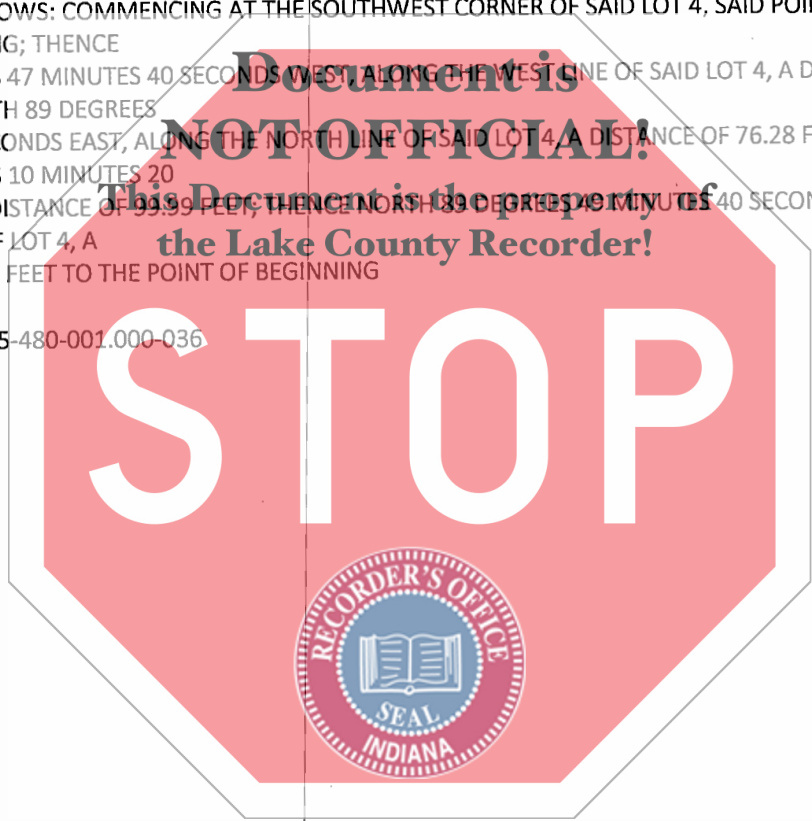 OWS: COMMENCING AT THE SOUTHWEST CORNER OF SAID LOT 4, SAID POI
G; THENCE
47 MINUTES 40 SECONDS WEST, ALONG THE WEST LINE OF SAID LOT 4, A D
H 89 DEGREES
ONDS EAST, ALONG THE NORTH LINE OF SAID LOT 4, A DISTANCE OF 76.28 F
10 MINUTES 20
ISTANCE OF 99.99 FEET; THENCE NORTH 89 DEGREES 49 MINUTES 40 SECON
LOT 4, A
FEET TO THE POINT OF BEGINNING
5-480-001.000-036
Document is
NOT OFFICIAL!
This Document is the property of
the Lake County Recorder!
STOP
RECORDER'S OFFICE
SEAL
INDIANA